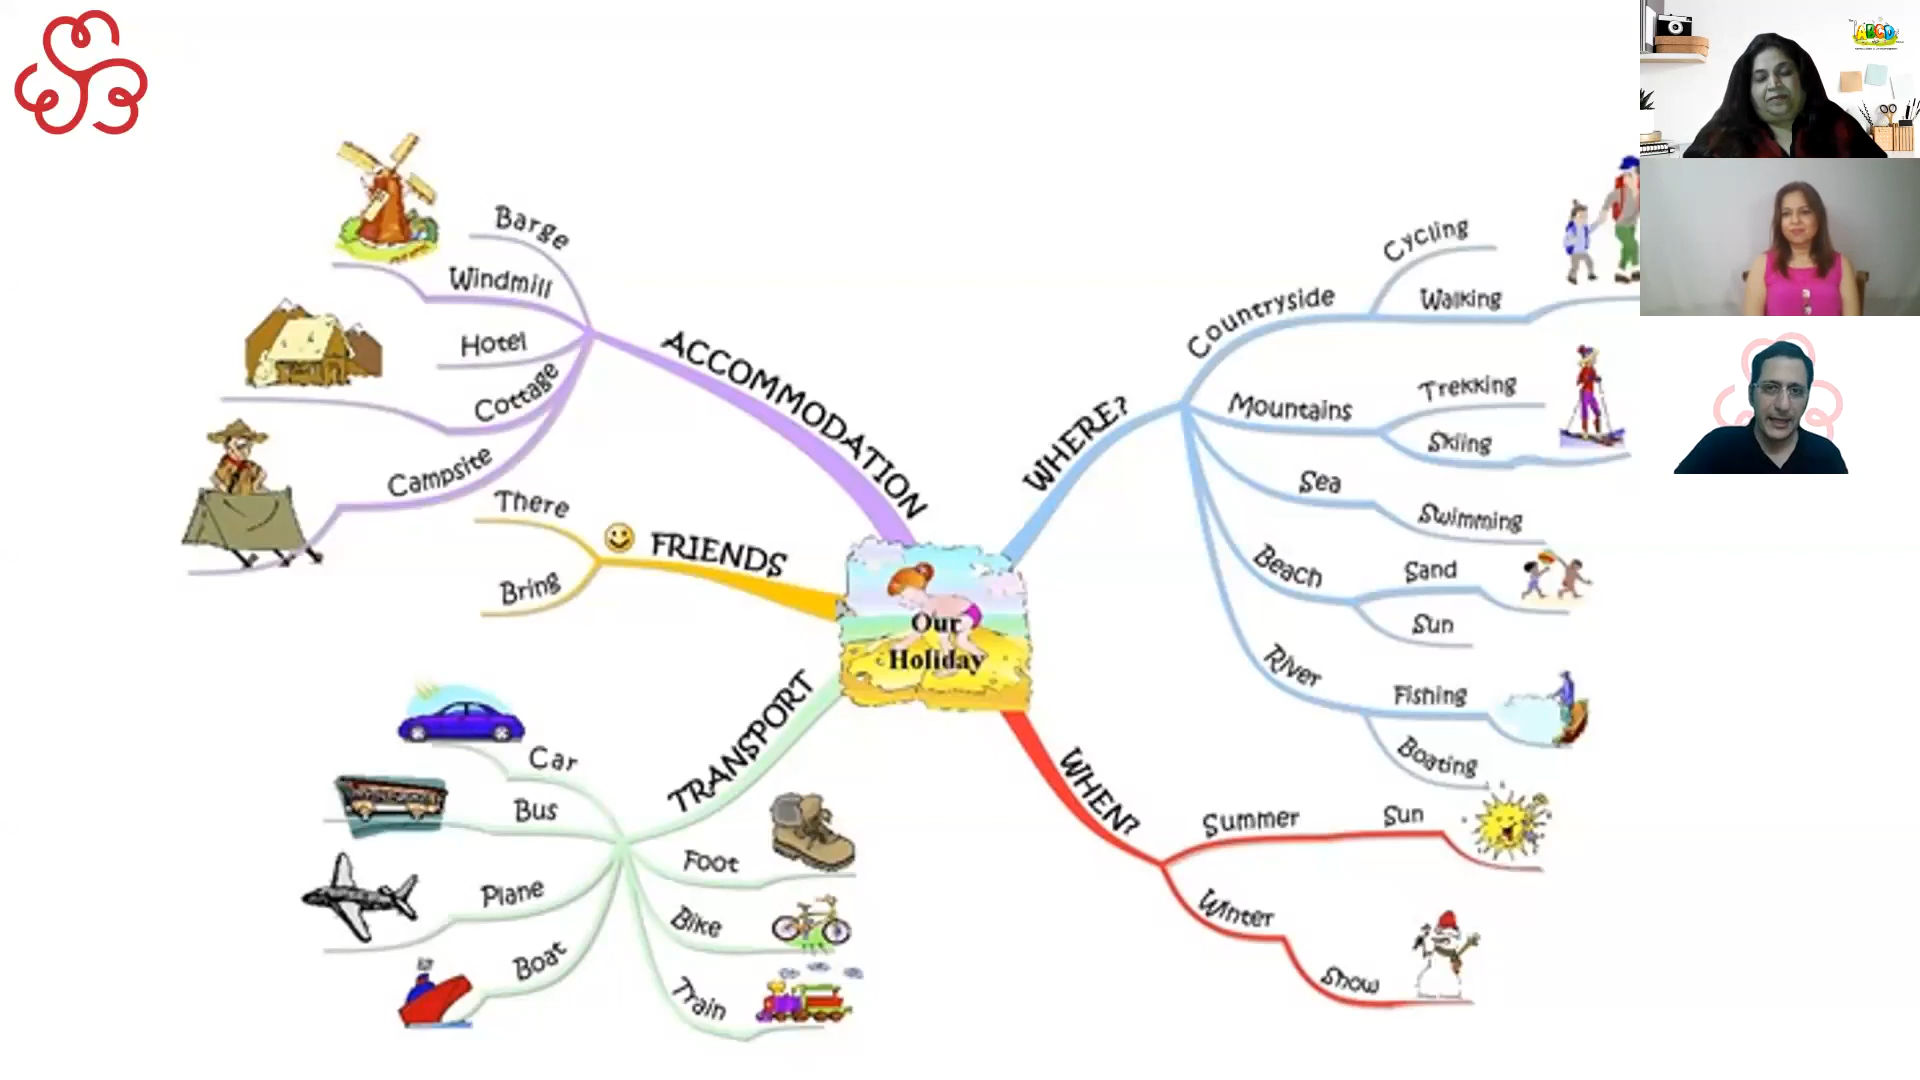 Barge
Windmill
Hotel
Cottage
Campsite
ACCOMMODATION
There
Bring
FRIENDS
Car
Bus
Plane
Boat
Foot
Bike
Train
TRANSPORT
Our
Holiday
WHERE?
Countryside
Cycling
Walking
Mountains
Trekking
Skiing
Sea
Swimming
Beach
Sand
Sun
River
Fishing
Boating
WHEN?
Summer
Sun
Winter
Snow
ABCD